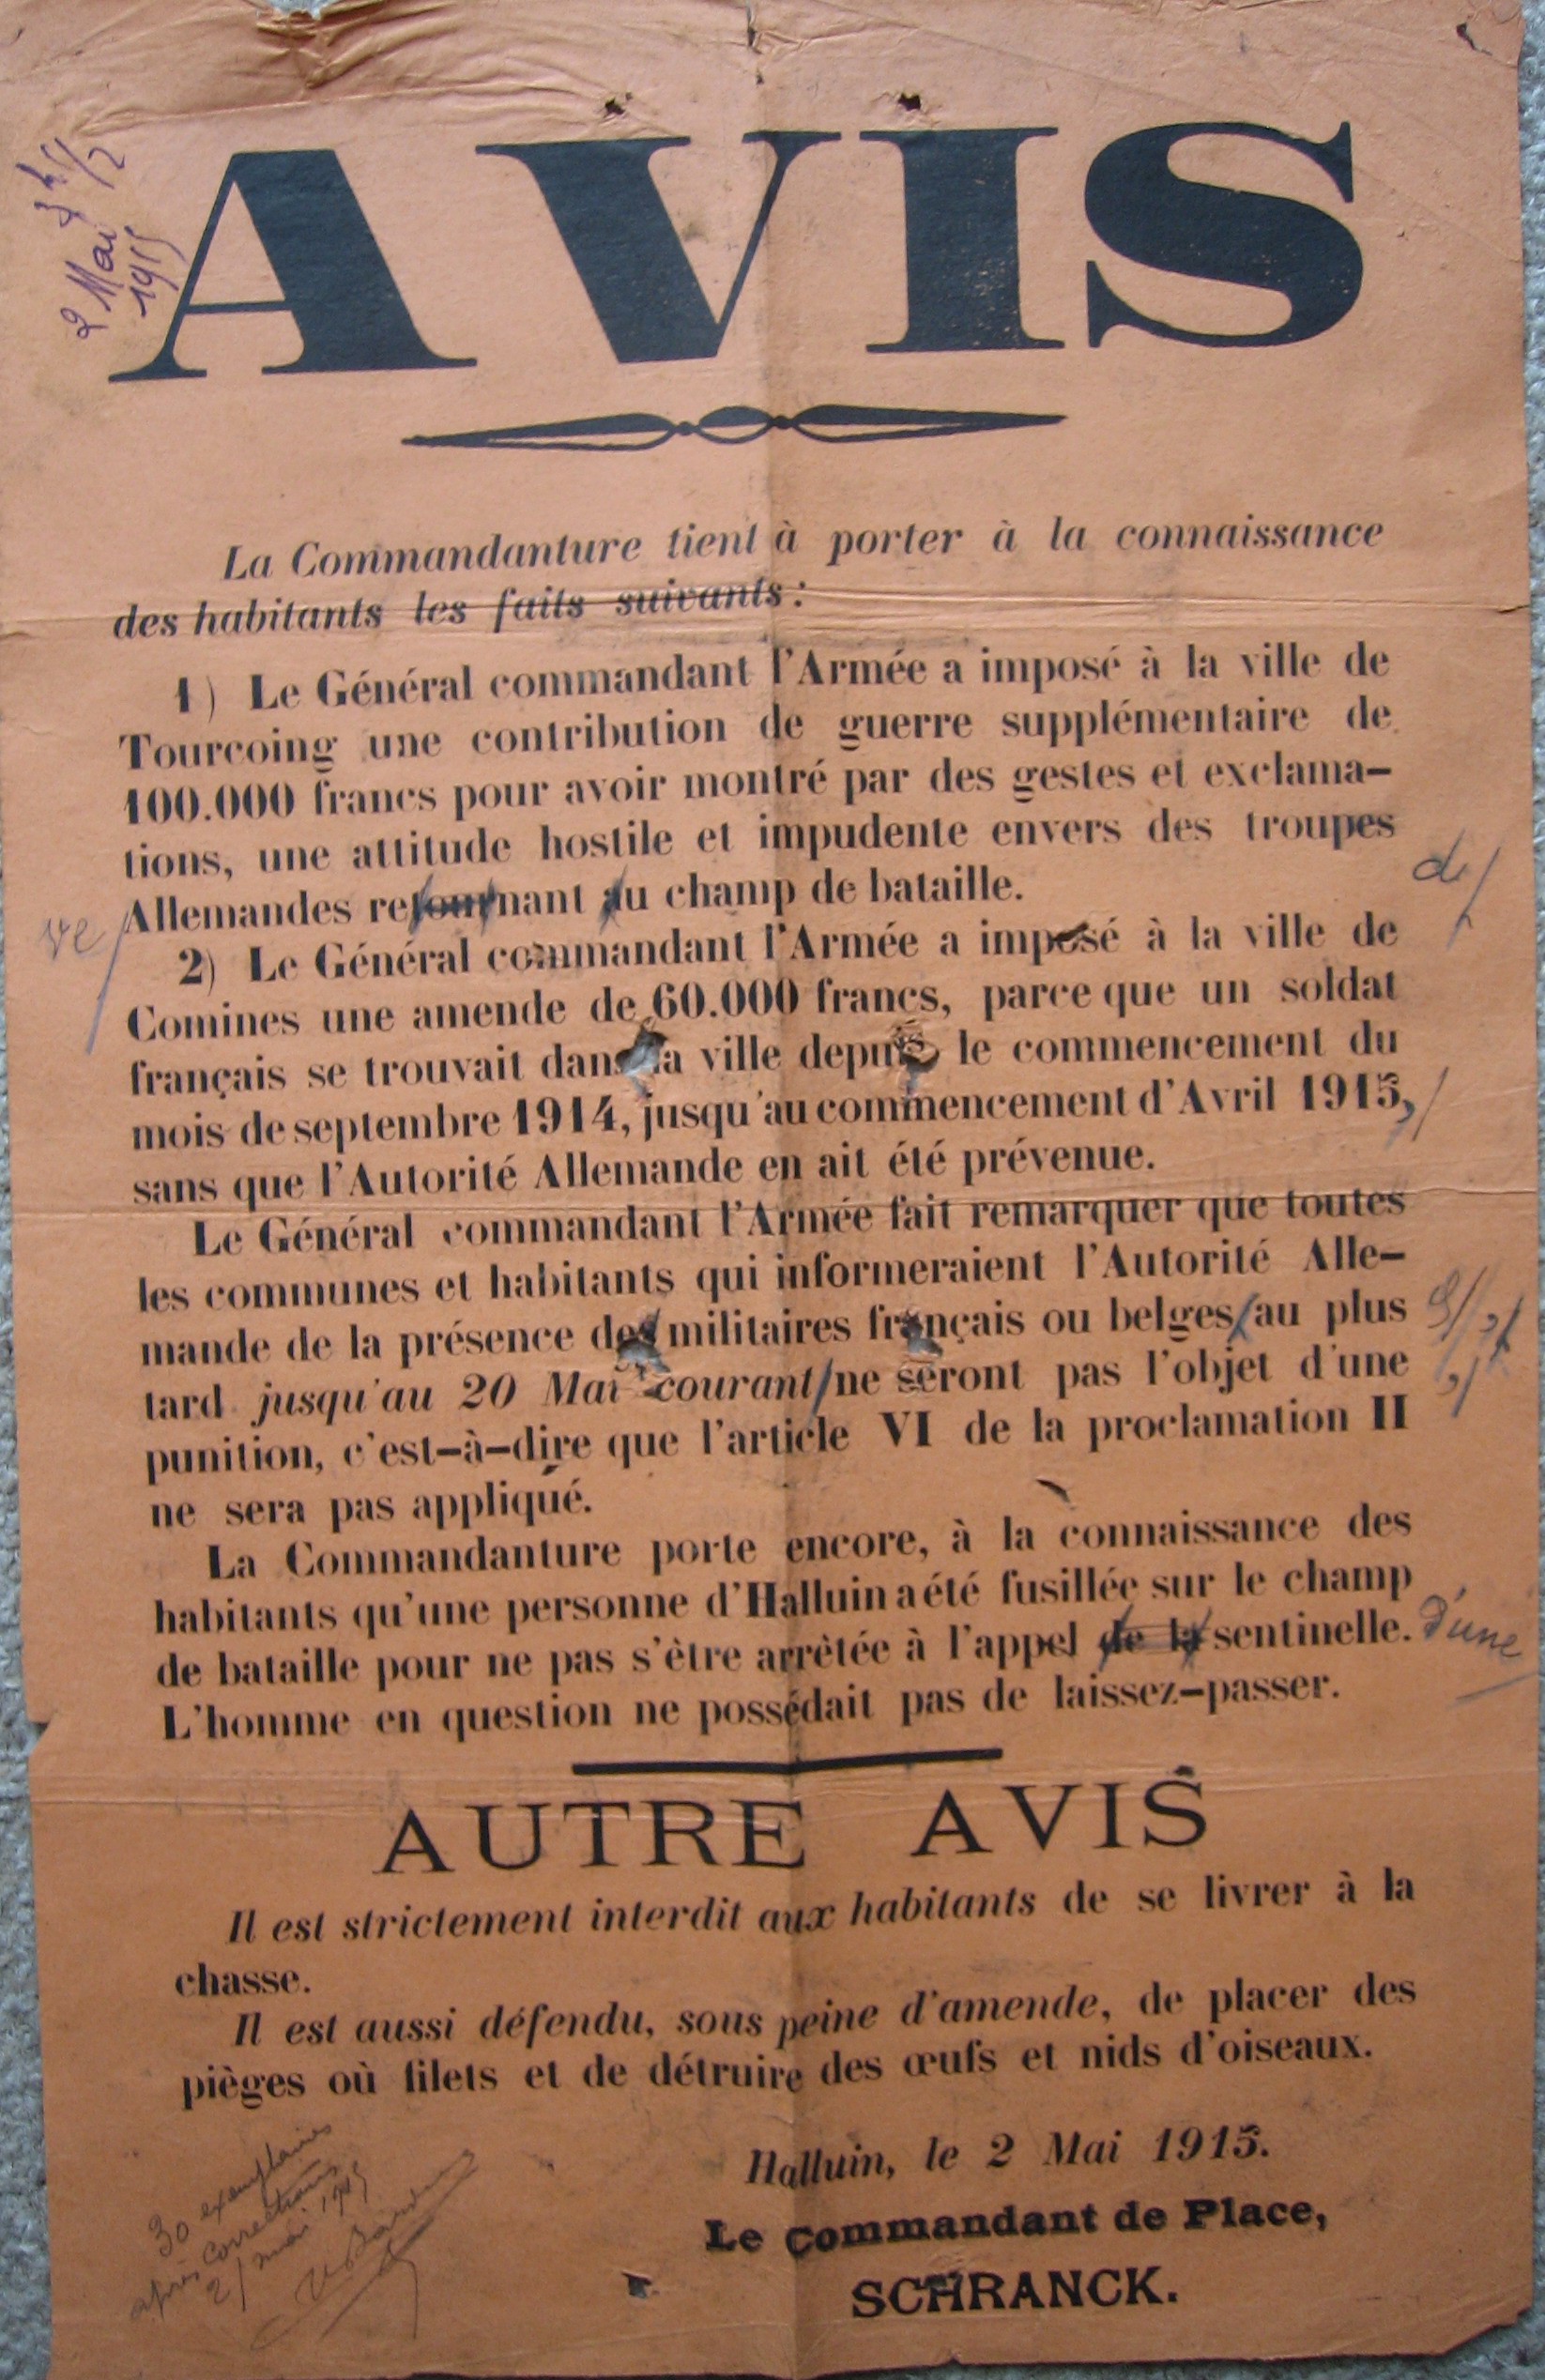 2 Mai 3h 1/2
1915
AVIS
La Commandanture tient à porter à la connaissance
des habitants les faits suivants :
1) Le Général commandant l'Armée a imposé à la ville de
Tourcoing une contribution de guerre supplémentaire de
100.000 francs pour avoir montré par des gestes et exclama-
tions, une attitude hostile et impudente envers des troupes
Allemandes retournant au champ de bataille.
ve/
d/
2) Le Général commandant l'Armée a imposé à la ville de
Comines une amende de 60.000 francs, parce que un soldat
français se trouvait dans la ville depuis le commencement du
mois de septembre 1914, jusqu'au commencement d'Avril 1915,
sans que l'Autorité Allemande en ait été prévenue.
Le Général commandant l'Armée fait remarquer que toutes
les communes et habitants qui informeraient l'Autorité Alle-
mande de la présence des militaires français ou belges au plus
tard jusqu'au 20 Mai courant ne seront pas l'objet d'une
punition, c'est-à-dire que l'article VI de la proclamation II
ne sera pas appliqué.
La Commandanture porte encore, à la connaissance des
habitants qu'une personne d'Halluin a été fusillée sur le champ
de bataille pour ne pas s'être arrêtée à l'appel de la sentinelle. d'une
L'homme en question ne possédait pas de laissez-passer.
AUTRE AVIS
Il est strictement interdit aux habitants de se livrer à la
chasse.
Il est aussi défendu, sous peine d'amende, de placer des
pièges où filets et de détruire des œufs et nids d'oiseaux.
Halluin, le 2 Mai 1915.
Le Commandant de Place,
SCHRANCK.
30 exemplaires
après corrections
2/ mai 1915